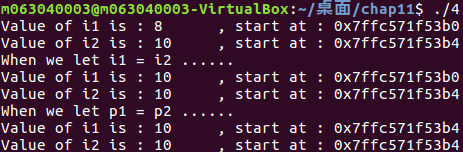 m063040003@m063040003-VirtualBox:~/桌面/chap11$ ./4
Value of i1 is : 8      , start at : 0x7ffc571f53b0
Value of i2 is : 10     , start at : 0x7ffc571f53b4
When we let i1 = i2 ......
Value of i1 is : 10     , start at : 0x7ffc571f53b0
Value of i2 is : 10     , start at : 0x7ffc571f53b4
When we let p1 = p2 ......
Value of i1 is : 10     , start at : 0x7ffc571f53b4
Value of i2 is : 10     , start at : 0x7ffc571f53b4